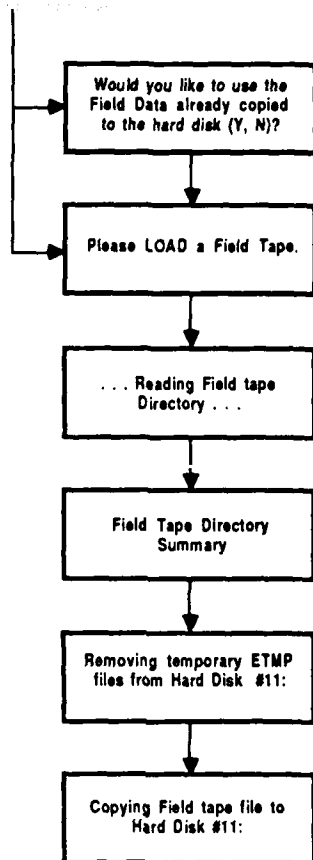 Would you like to use the
Field Data already copied
to the hard disk (Y, N)?
Please LOAD a Field Tape.
. . . Reading Field tape
Directory . . .
Field Tape Directory
Summary
Removing temporary ETMP
files from Hard Disk #11:
Copying Field tape file to
Hard Disk #11: